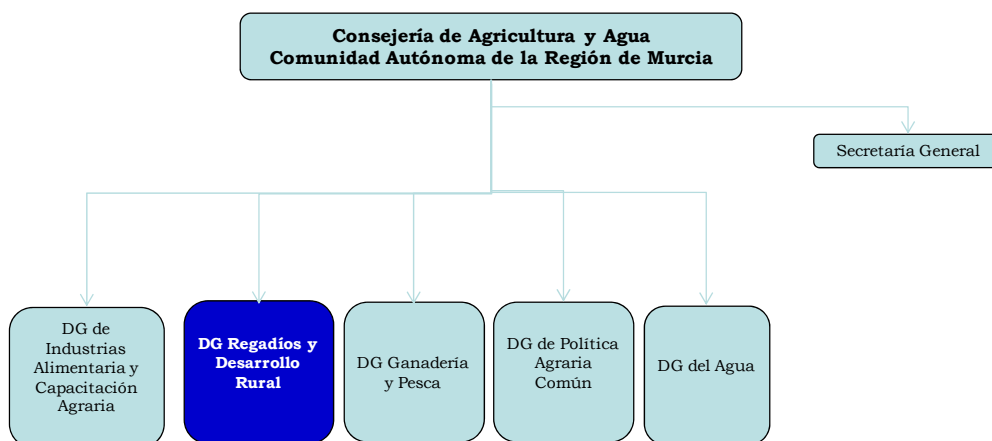 Consejería de Agricultura y Agua
Comunidad Autónoma de la Región de Murcia
Secretaría General
DG de
Industrias
Alimentaria y
Capacitación
Agraria
DG Regadíos y
Desarrollo
Rural
DG Ganadería
y Pesca
DG de Política
Agraria
Común
DG del Agua